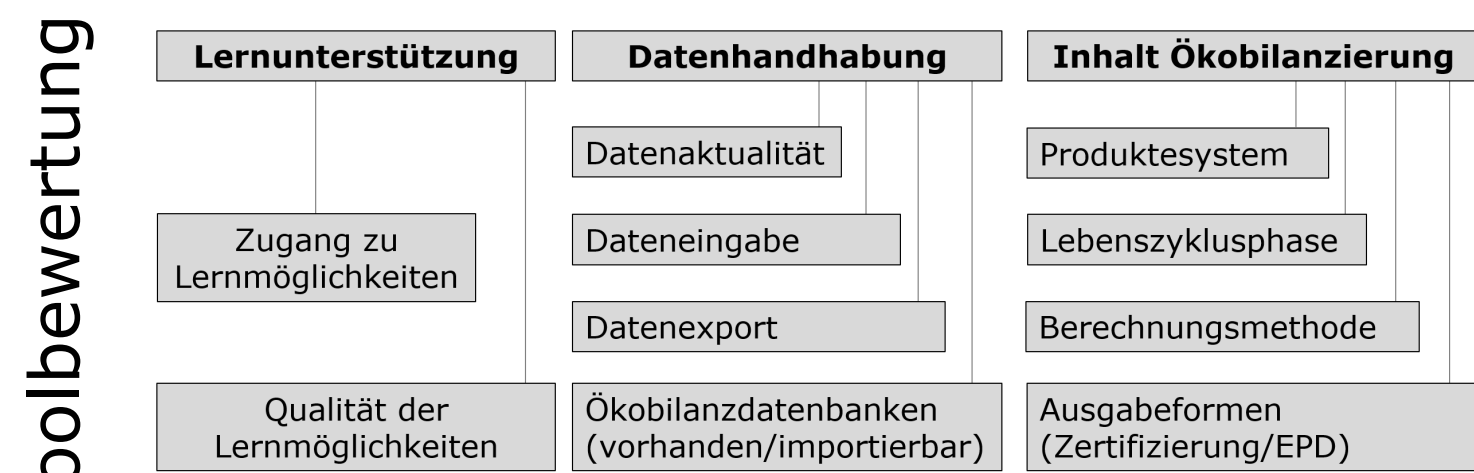 oolbewertung
Lernunterstützung
Zugang zu
Lernmöglichkeiten
Qualität der
Lernmöglichkeiten
Datenhandhabung
Datenaktualität
Dateneingabe
Datenexport
Ökobilanzdatenbanken
(vorhanden/importierbar)
Inhalt Ökobilanzierung
Produktesystem
Lebenszyklusphase
Berechnungsmethode
Ausgabeformen
(Zertifizierung/EPD)